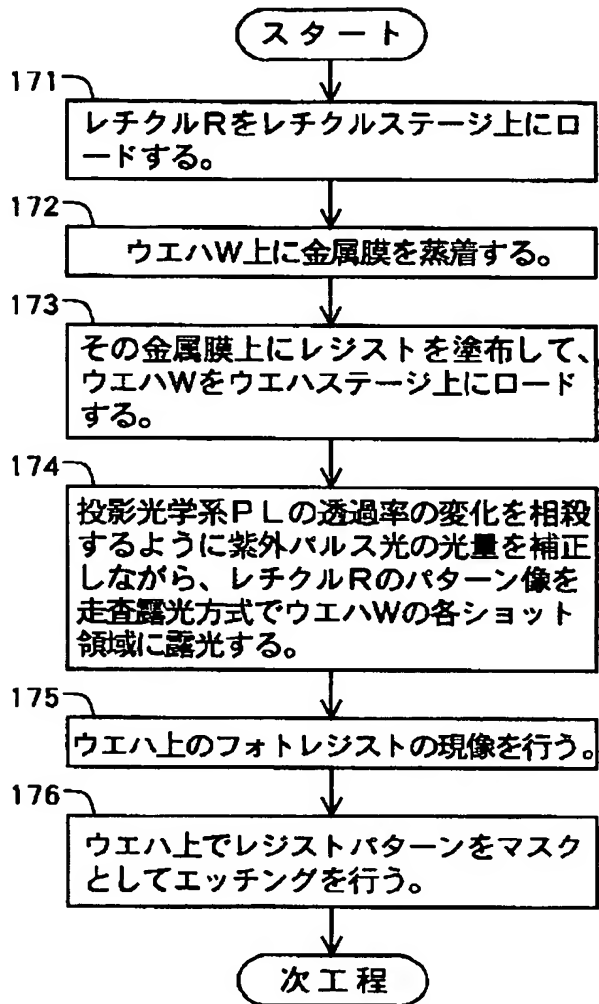 スタート
171
レチクルRをレチクルステージ上にロ
ードする。
172
ウエハW上に金属膜を蒸着する。
173
その金属膜上にレジストを塗布して、
ウエハWをウエハステージ上にロード
する。
174
投影光学系PLの透過率の変化を相殺
するように紫外パルス光の光量を補正
しながら、レチクルRのパターン像を
走査露光方式でウエハWの各ショット
領域に露光する。
175
ウエハ上のフォトレジストの現像を行う。
176
ウエハ上でレジストパターンをマスク
としてエッチングを行う。
次工程